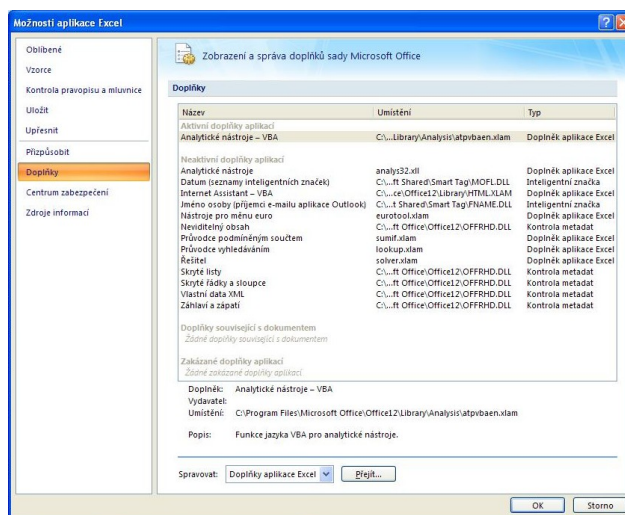 Možnosti aplikace Excel
Oblíbené
Vzorce
Kontrola pravopisu a mluvnice
Uložit
Upřesnit
Přizpůsobit
Doplňky
Centrum zabezpečení
Zdroje informací
Zobrazení a správa doplňků sady Microsoft Office
Doplňky
Název Umístění Typ
Aktivní doplňky aplikací
Analytické nástroje – VBA C:\...Library\Analysis\atpvbaen.xlam Doplněk aplikace Excel
Neaktivní doplňky aplikací
Analytické nástroje analys32.xll Doplněk aplikace Excel
Datum (seznamy inteligentních značek) C:\...ft Shared\Smart Tag\MOFL.DLL Inteligentní značka
Internet Assistant – VBA C:\...ce\Office12\Library\HTML.XLAM Doplněk aplikace Excel
Jméno osoby (příjemci e-mailu aplikace Outlook) C:\...t Shared\Smart Tag\FNAME.DLL Inteligentní značka
Nástroje pro měnu euro eurotool.xlam Doplněk aplikace Excel
Neviditelný obsah C:\...ft Office\Office12\OFFRHD.DLL Kontrola metadat
Průvodce podmíněným součtem sumif.xlam Doplněk aplikace Excel
Průvodce vyhledáváním lookup.xlam Doplněk aplikace Excel
Řešitel solver.xlam Doplněk aplikace Excel
Skryté listy C:\...ft Office\Office12\OFFRHD.DLL Kontrola metadat
Skryté řádky a sloupce C:\...ft Office\Office12\OFFRHD.DLL Kontrola metadat
Vlastní data XML C:\...ft Office\Office12\OFFRHD.DLL Kontrola metadat
Záhlaví a zápatí C:\...ft Office\Office12\OFFRHD.DLL Kontrola metadat
Doplňky související s dokumentem
Žádné doplňky související s dokumentem
Zakázané doplňky aplikací
Žádné zakázané doplňky aplikací
Doplněk: Analytické nástroje – VBA
Vydavatel:
Umístění: C:\Program Files\Microsoft Office\Office12\Library\Analysis\atpvbaen.xlam
Popis: Funkce jazyka VBA pro analytické nástroje.
Spravovat: Doplňky aplikace Excel Přejít...
OK Storno